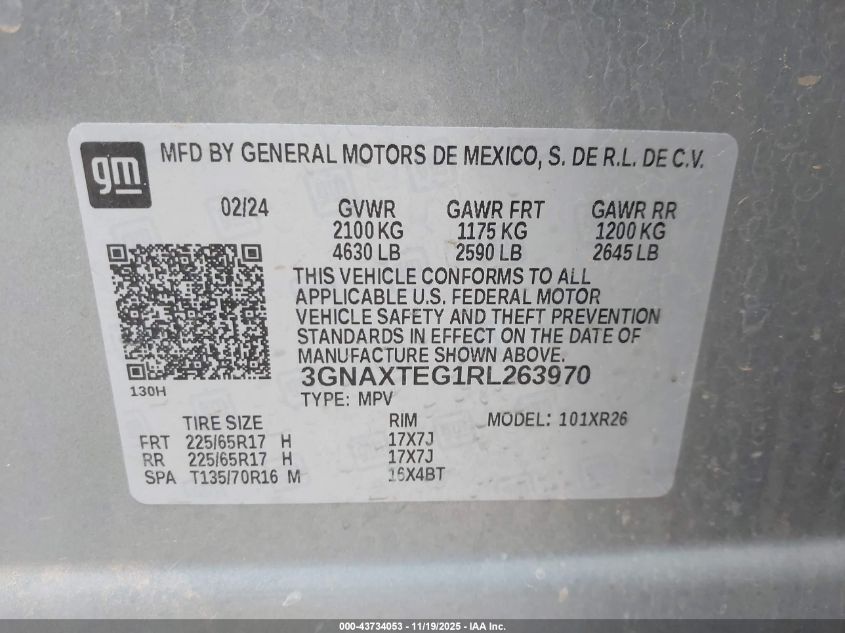 gm
MFD BY GENERAL MOTORS DE MEXICO, S. DE R.L. DE C.V.
02/24 GVWR GAWR FRT GAWR RR
2100 KG 1175 KG 1200 KG
4630 LB 2590 LB 2645 LB
THIS VEHICLE CONFORMS TO ALL
APPLICABLE U.S. FEDERAL MOTOR
VEHICLE SAFETY AND THEFT PREVENTION
STANDARDS IN EFFECT ON THE DATE OF
MANUFACTURE SHOWN ABOVE.
3GNAXTEG1RL263970
130H
TYPE: MPV
TIRE SIZE RIM MODEL: 101XR26
FRT 225/65R17 H 17X7J
RR 225/65R17 H 17X7J
SPA T135/70R16 M 16X4BT
000-43734053 - 11/19/2025 - IAA Inc.